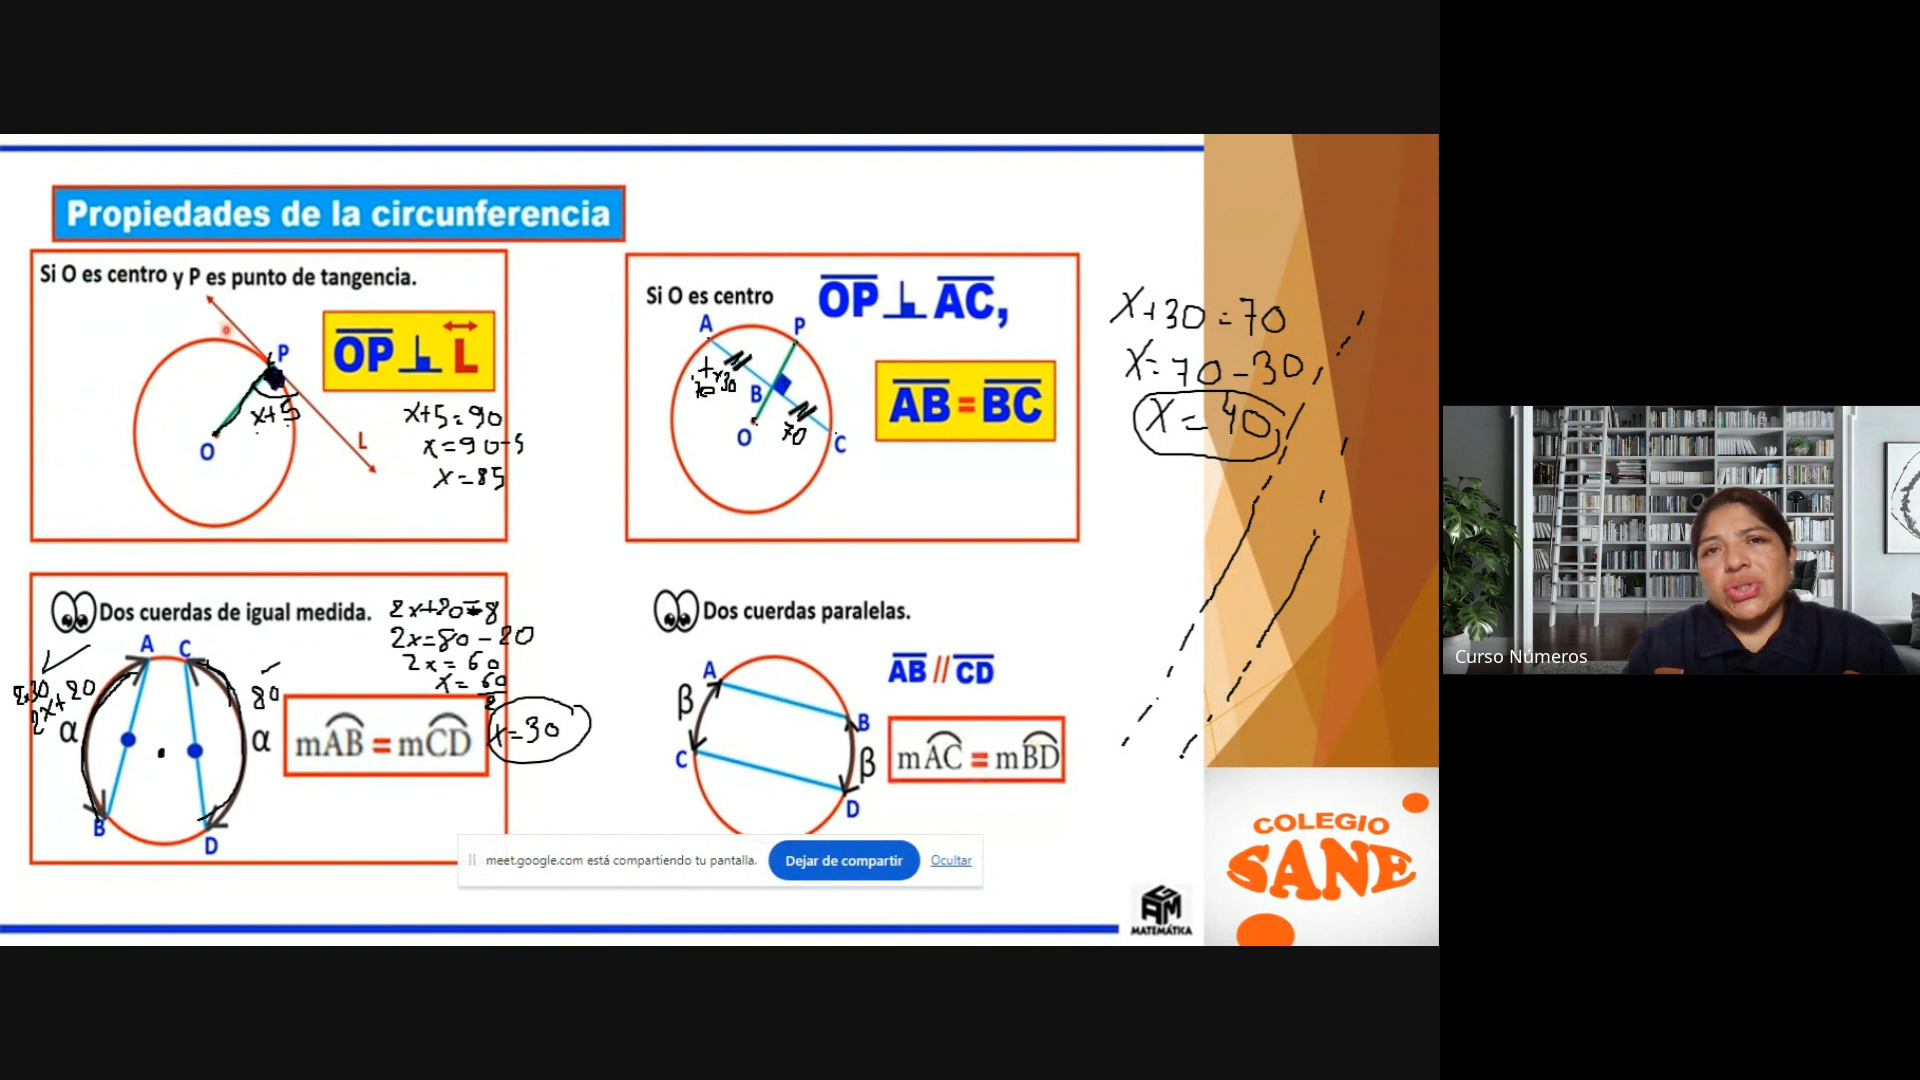 Propiedades de la circunferencia
Si O es centro y P es punto de tangencia.
P
OP ⊥ L
x+5
O
L
x+5=90
x=90-5
x=85
Si O es centro
OP ⊥ AC,
A
P
B
O
70
C
AB = BC
x+30=70
x=70-30
x=40
Dos cuerdas de igual medida.
A C
2x+20
80
α
α
B
D
mAB = mCD
2x=80-20
2x=60
x=60
2
x=30
Dos cuerdas paralelas.
A
β
B
C
β
D
AB // CD
mAC = mBD
meet.google.com está compartiendo tu pantalla.
Dejar de compartir
Ocultar
MATEMÁTICA
COLEGIO
SANE
Curso Números